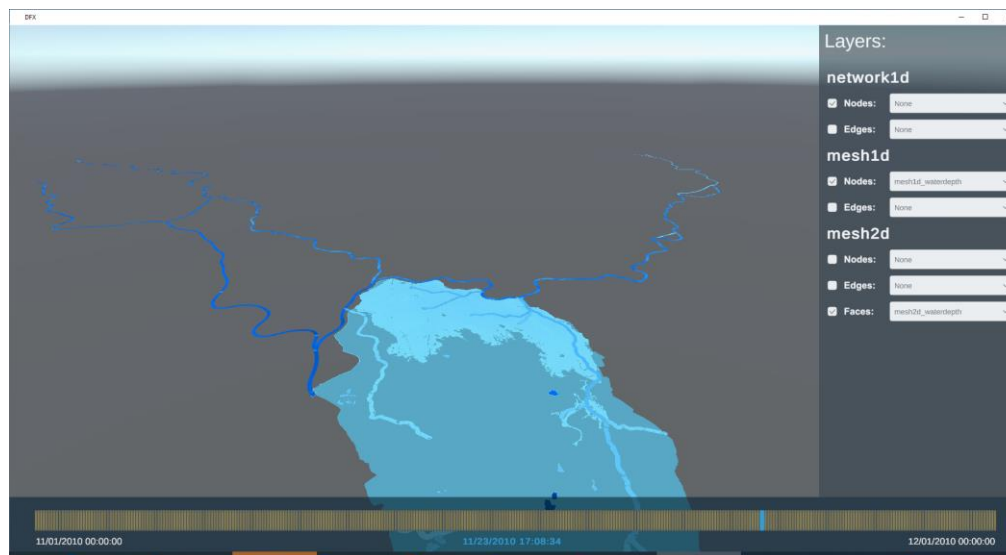 DFX
Layers:
network1d
Nodes: None
Edges: None
mesh1d
Nodes: mesh1d_waterdepth
Edges: None
mesh2d
Nodes: None
Edges: None
Faces: mesh2d_waterdepth
11/01/2010 00:00:00 11/23/2010 17:08:34 12/01/2010 00:00:00